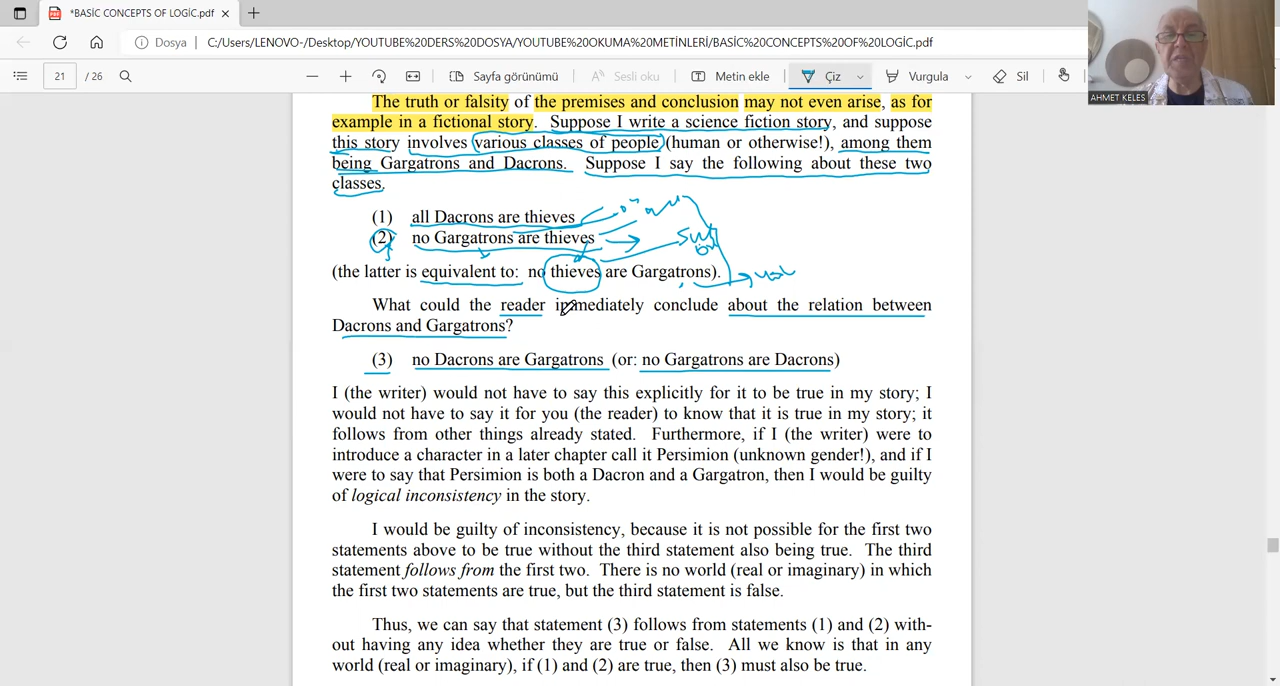 *BASİC CONCEPTS OF LOGİC.pdf
Dosya C:/Users/LENOVO-/Desktop/YOUTUBE%20DERS%20DOSYA/YOUTUBE%20OKUMA%20METİNLERİ/BASİC%20CONCEPTS%20OF%20LOGİC.pdf
21 / 26 Sayfa görünümü Sesli oku Metin ekle Çiz Vurgula Sil
AHMET KELES
The truth or falsity of the premises and conclusion may not even arise, as for
example in a fictional story. Suppose I write a science fiction story, and suppose
this story involves various classes of people (human or otherwise!), among them
being Gargatrons and Dacrons. Suppose I say the following about these two
classes.
(1) all Dacrons are thieves
(2) no Gargatrons are thieves
(the latter is equivalent to: no thieves are Gargatrons).
What could the reader immediately conclude about the relation between
Dacrons and Gargatrons?
(3) no Dacrons are Gargatrons (or: no Gargatrons are Dacrons)
I (the writer) would not have to say this explicitly for it to be true in my story; I
would not have to say it for you (the reader) to know that it is true in my story; it
follows from other things already stated. Furthermore, if I (the writer) were to
introduce a character in a later chapter call it Persimion (unknown gender!), and if I
were to say that Persimion is both a Dacron and a Gargatron, then I would be guilty
of logical inconsistency in the story.
I would be guilty of inconsistency, because it is not possible for the first two
statements above to be true without the third statement also being true. The third
statement follows from the first two. There is no world (real or imaginary) in which
the first two statements are true, but the third statement is false.
Thus, we can say that statement (3) follows from statements (1) and (2) with-
out having any idea whether they are true or false. All we know is that in any
world (real or imaginary), if (1) and (2) are true, then (3) must also be true.